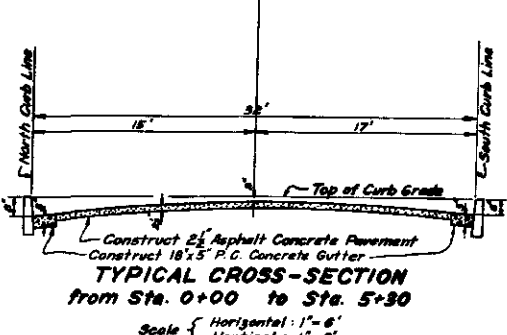 North Curb Line
South Curb Line
32'
15'
17'
Top of Curb Grade
Construct 2½" Asphalt Concrete Pavement
Construct 18"x5" P.C. Concrete Gutter
TYPICAL CROSS-SECTION
from Sta. 0+00 to Sta. 5+30
Scale { Horizontal: 1"= 6'